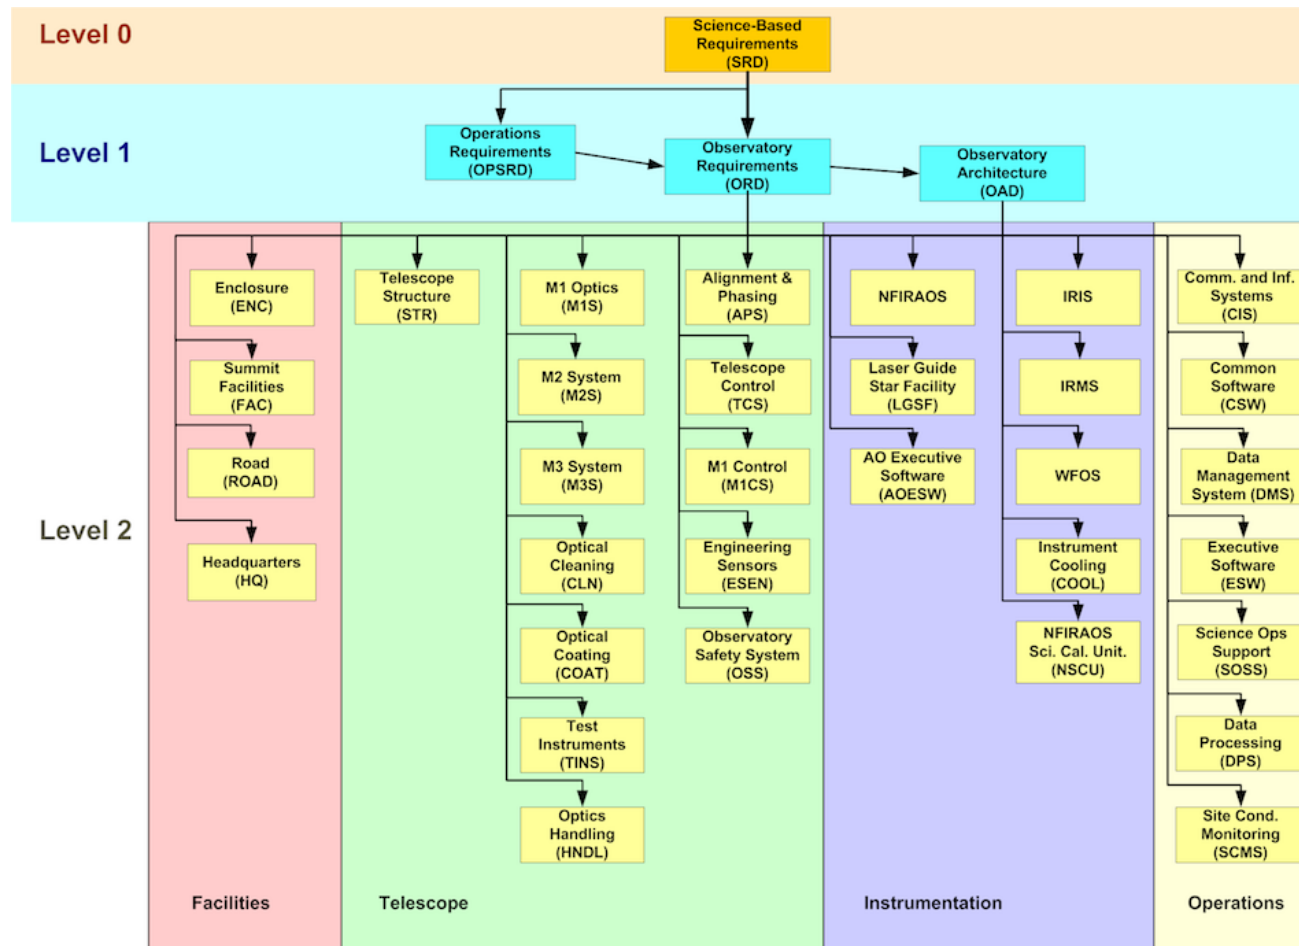 Level 0
Science-Based
Requirements
(SRD)
Level 1
Operations
Requirements
(OPSRD)
Observatory
Requirements
(ORD)
Observatory
Architecture
(OAD)
Level 2
Enclosure
(ENC)
Summit
Facilities
(FAC)
Road
(ROAD)
Headquarters
(HQ)
Facilities
Telescope
Structure
(STR)
M1 Optics
(M1S)
M2 System
(M2S)
M3 System
(M3S)
Optical
Cleaning
(CLN)
Optical
Coating
(COAT)
Test
Instruments
(TINS)
Optics
Handling
(HNDL)
Alignment &
Phasing
(APS)
Telescope
Control
(TCS)
M1 Control
(M1CS)
Engineering
Sensors
(ESEN)
Observatory
Safety System
(OSS)
Telescope
NFIRAOS
Laser Guide
Star Facility
(LGSF)
AO Executive
Software
(AOESW)
IRIS
IRMS
WFOS
Instrument
Cooling
(COOL)
NFIRAOS
Sci. Cal. Unit.
(NSCU)
Instrumentation
Comm. and Inf.
Systems
(CIS)
Common
Software
(CSW)
Data
Management
System (DMS)
Executive
Software
(ESW)
Science Ops
Support
(SOSS)
Data
Processing
(DPS)
Site Cond.
Monitoring
(SCMS)
Operations